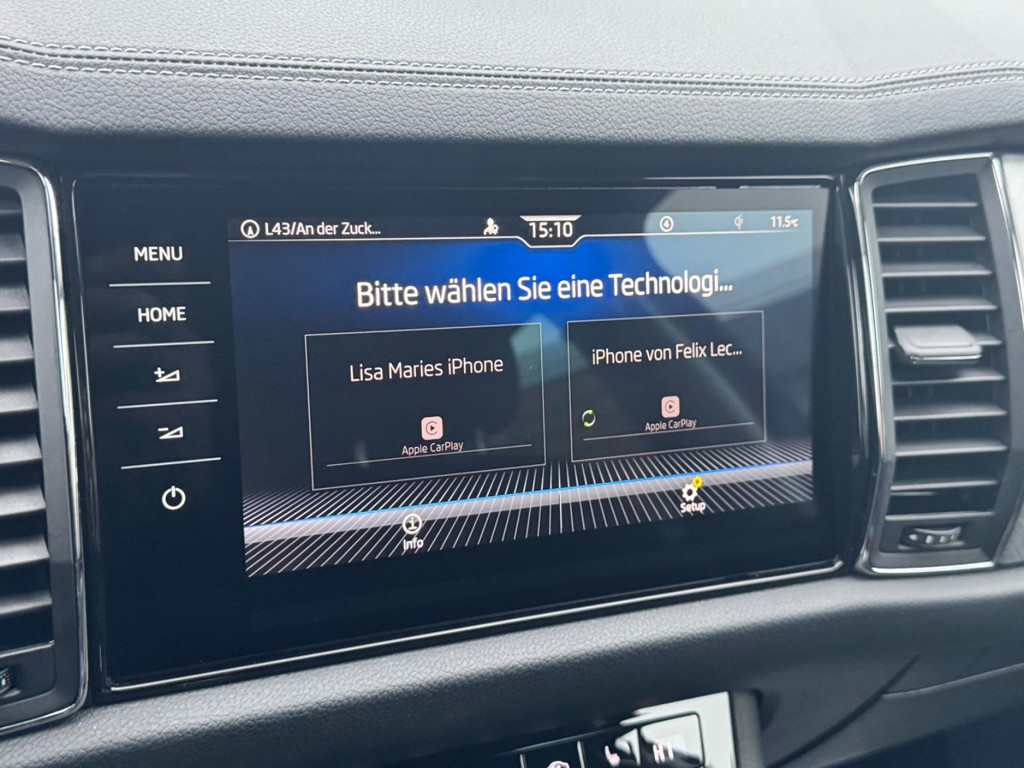 L43/An der Zuck...
15:10
4
11.5°C
MENU
HOME
Bitte wählen Sie eine Technologi...
Lisa Maries iPhone
Apple CarPlay
iPhone von Felix Lec...
Apple CarPlay
Info
Setup